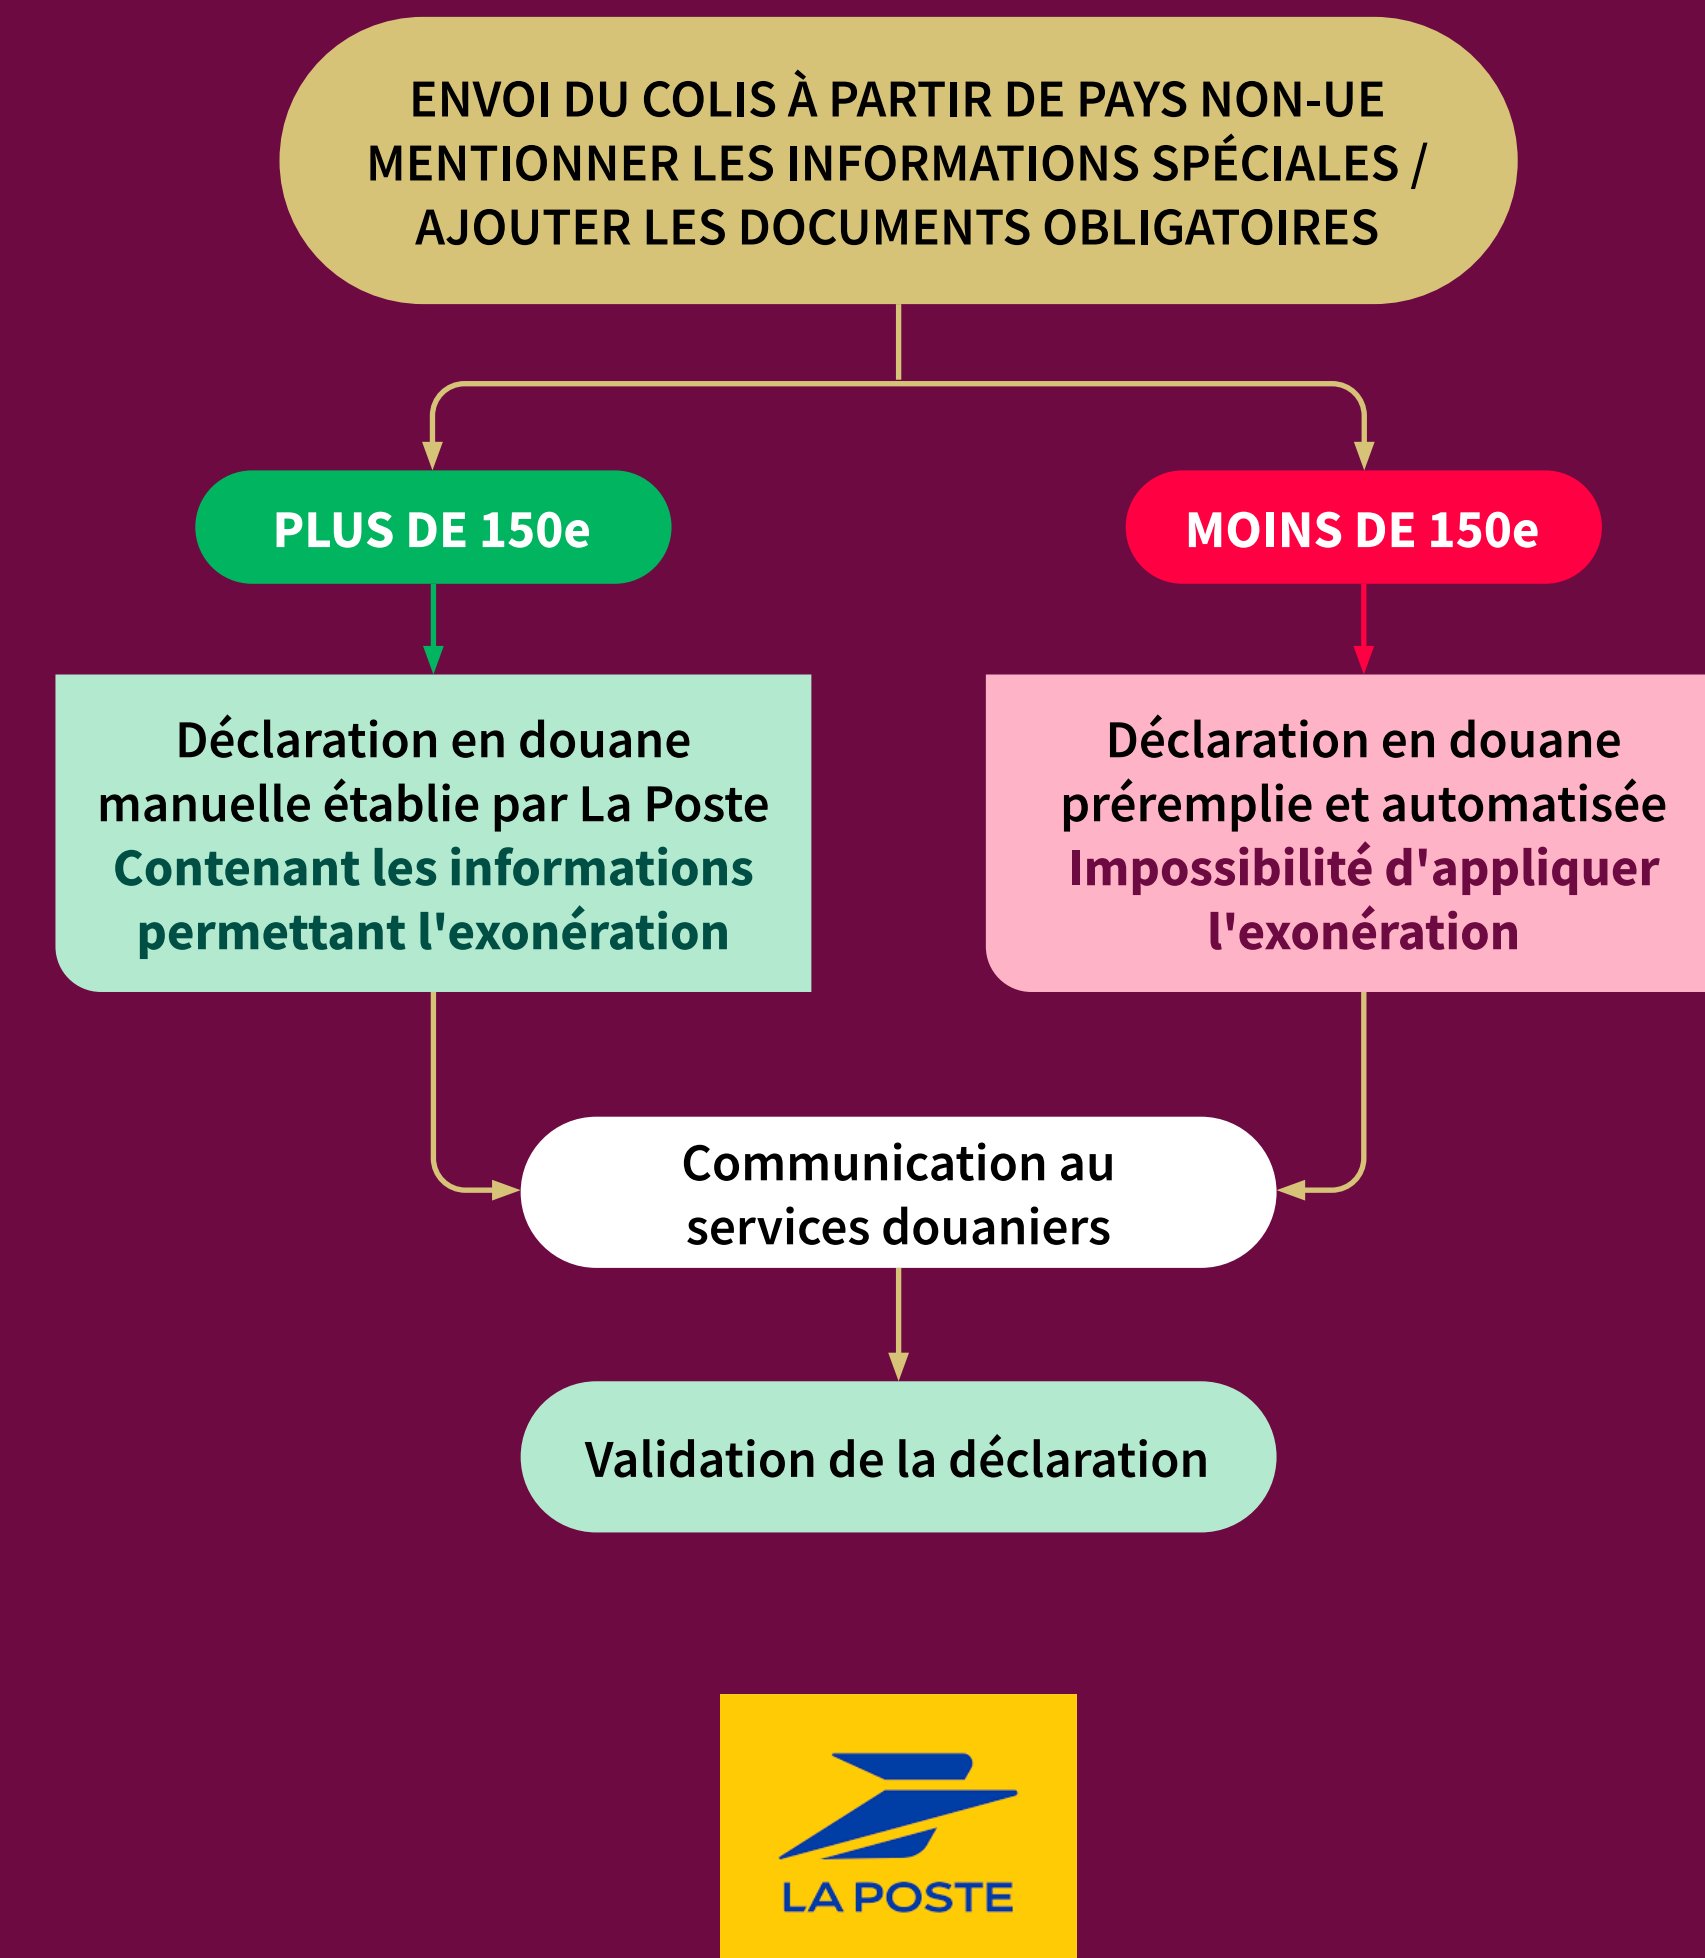 ENVOI DU COLIS À PARTIR DE PAYS NON-UE
MENTIONNER LES INFORMATIONS SPÉCIALES /
AJOUTER LES DOCUMENTS OBLIGATOIRES
PLUS DE 150e
MOINS DE 150e
Déclaration en douane
manuelle établie par La Poste
Contenant les informations
permettant l'exonération
Déclaration en douane
préremplie et automatisée
Impossibilité d'appliquer
l'exonération
Communication au
services douaniers
Validation de la déclaration
LA POSTE